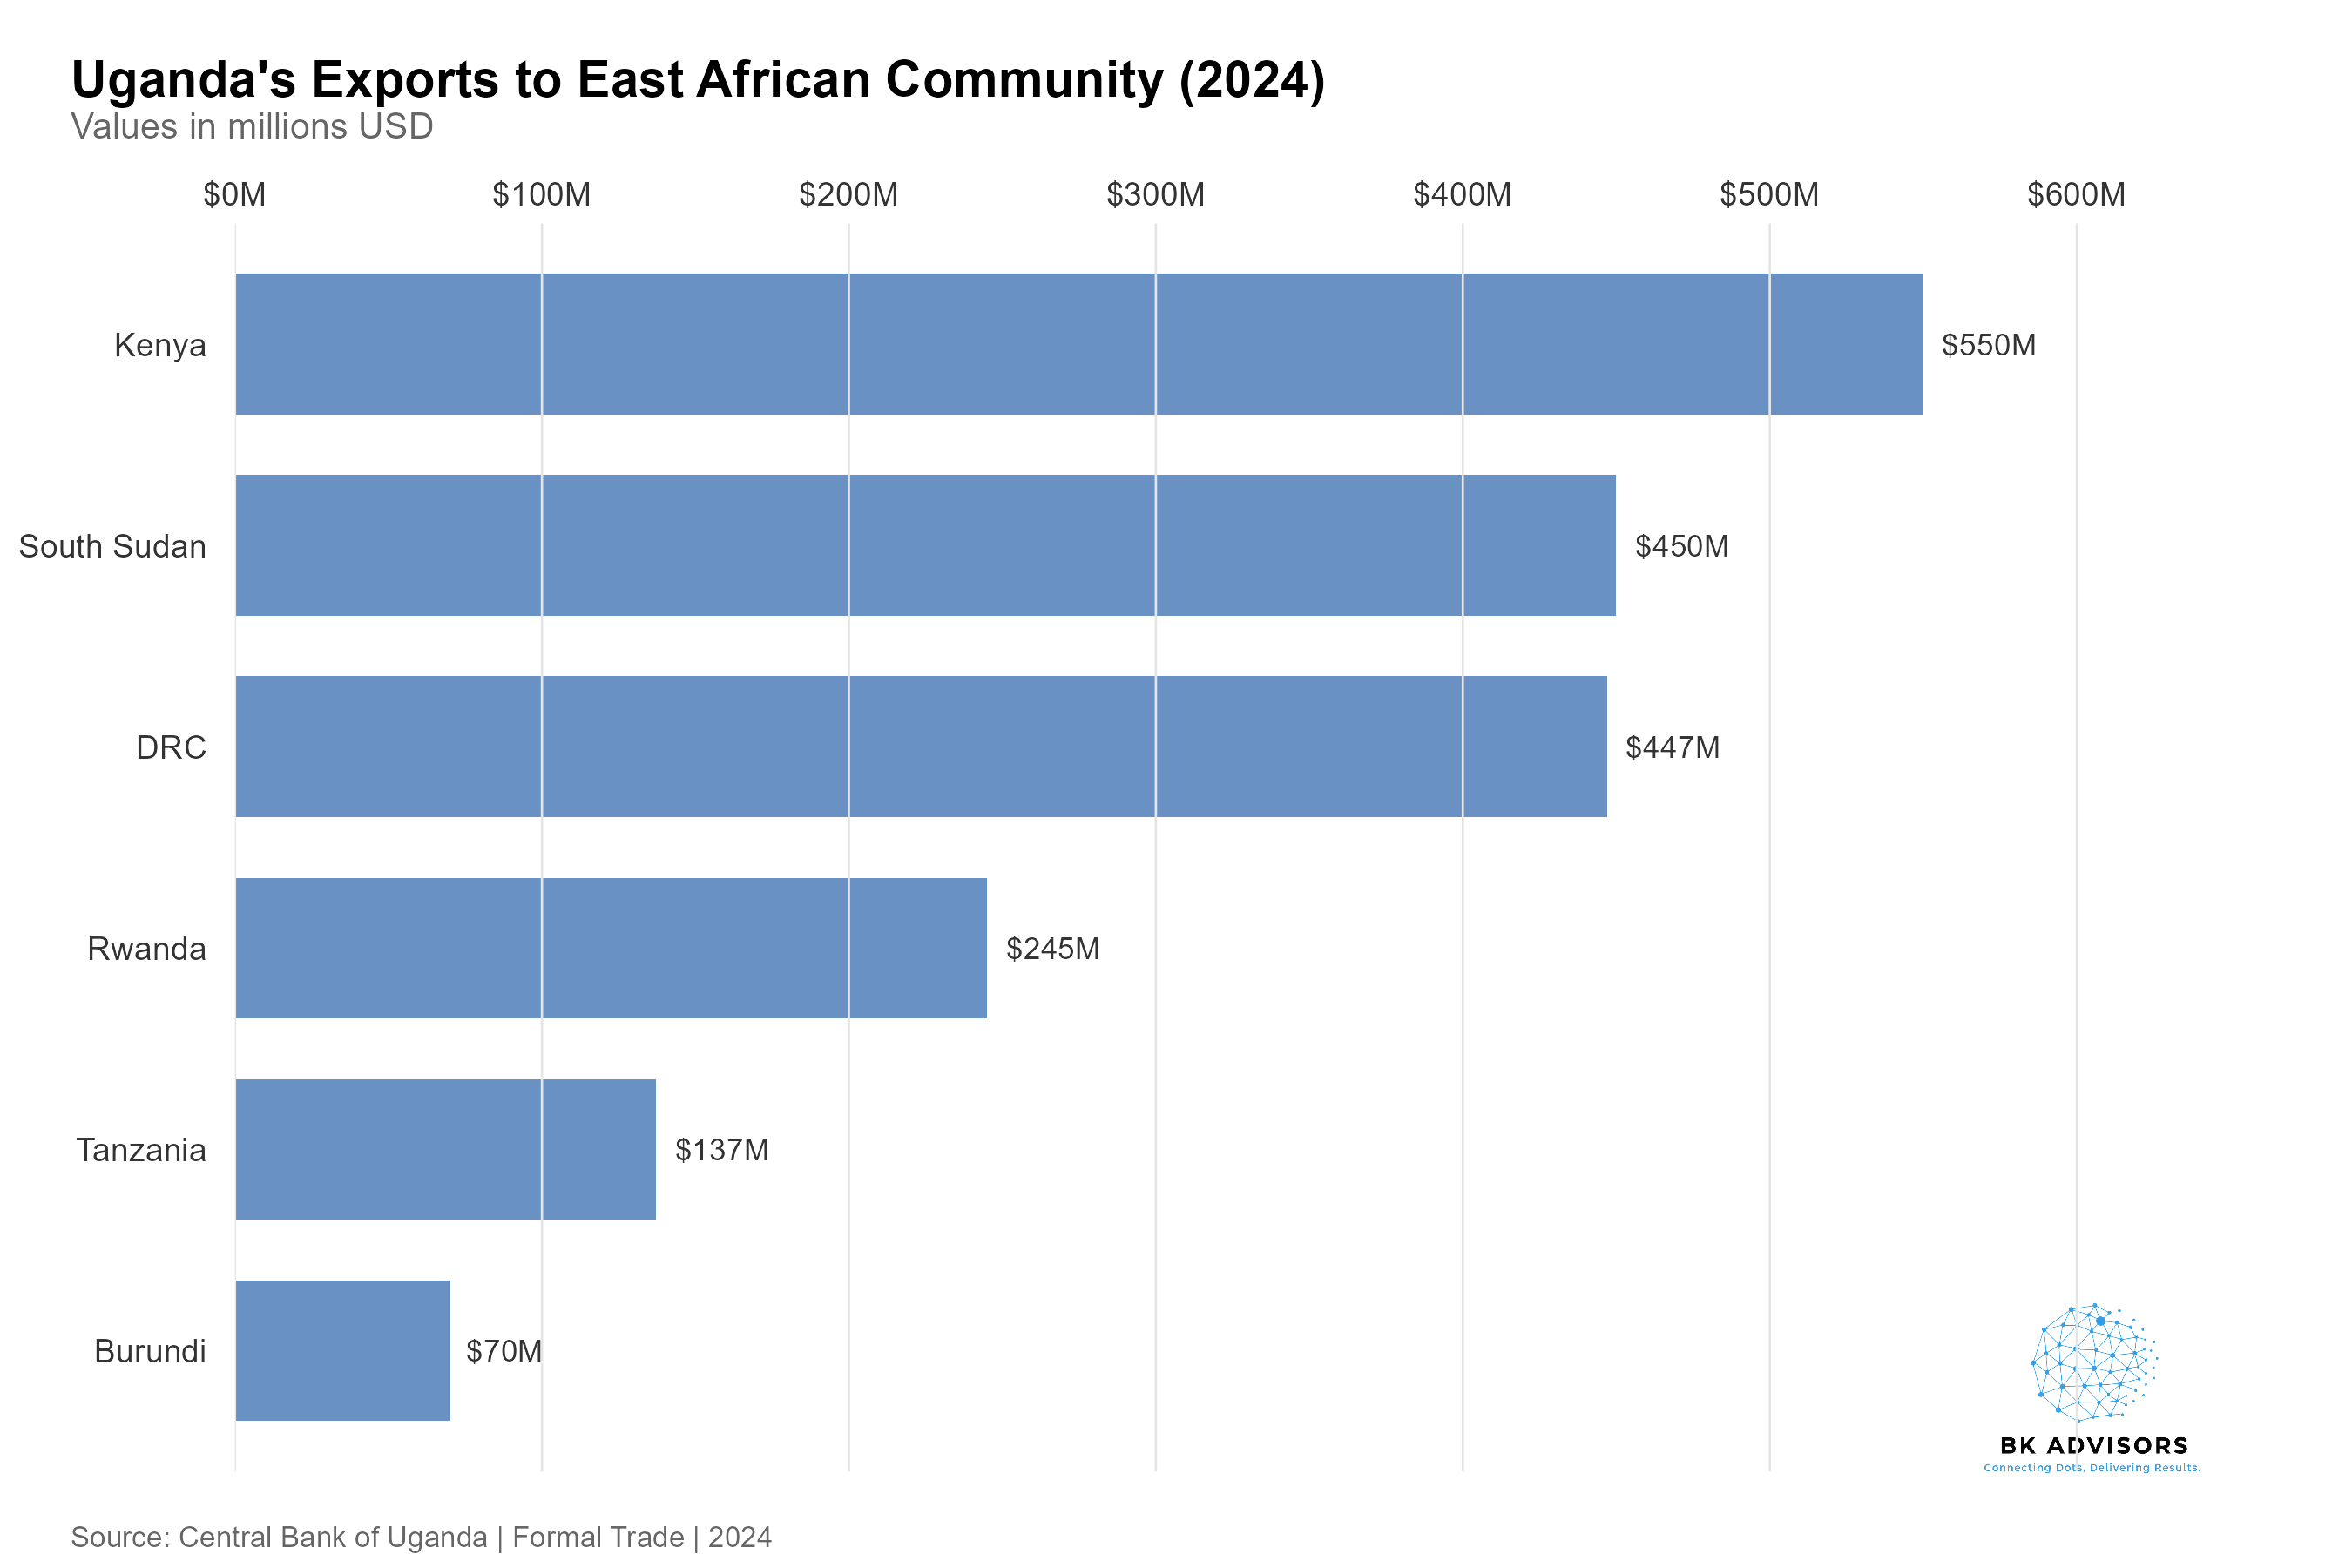 Uganda's Exports to East African Community (2024)
Values in millions USD
$0M $100M $200M $300M $400M $500M $600M
Kenya $550M
South Sudan $450M
DRC $447M
Rwanda $245M
Tanzania $137M
Burundi $70M
BK ADVISORS
Connecting Dots, Delivering Results.
Source: Central Bank of Uganda | Formal Trade | 2024